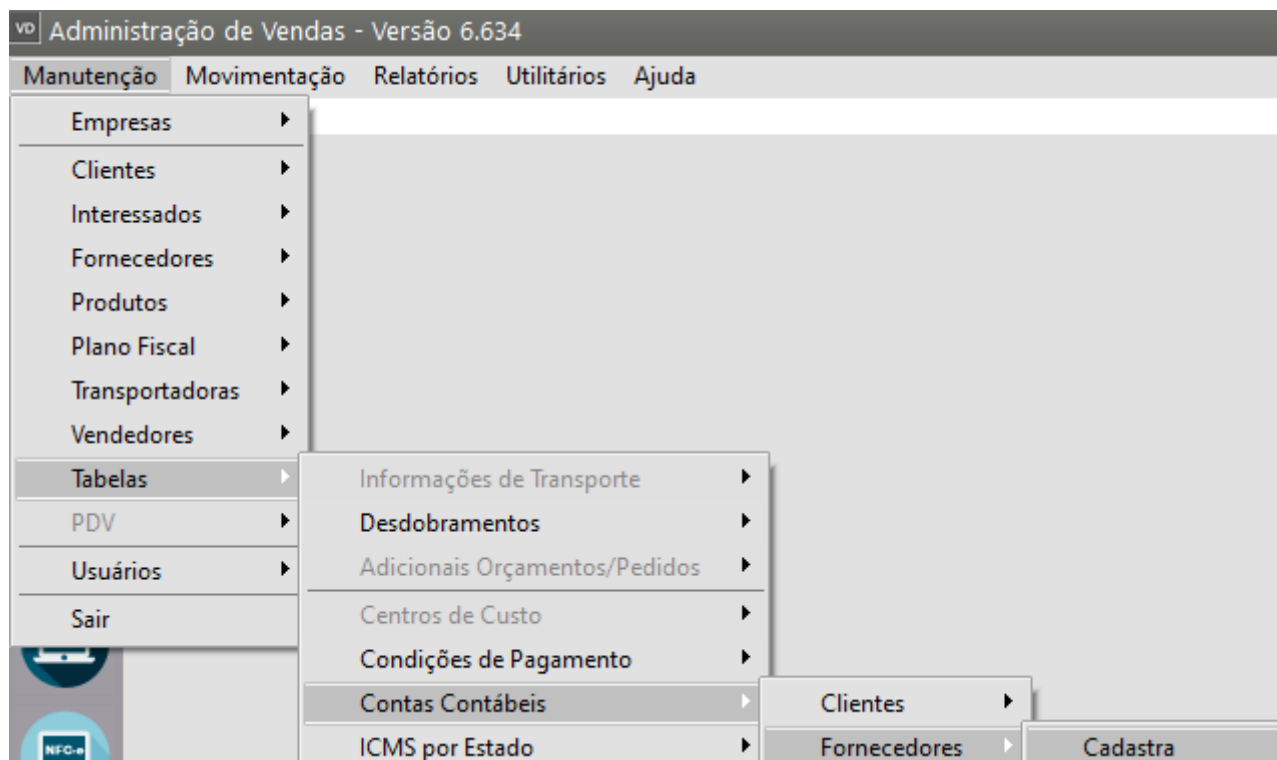 VD Administração de Vendas - Versão 6.634
Manutenção Movimentação Relatórios Utilitários Ajuda
Empresas
Clientes
Interessados
Fornecedores
Produtos
Plano Fiscal
Transportadoras
Vendedores
Tabelas
PDV
Usuários
Sair
Informações de Transporte
Desdobramentos
Adicionais Orçamentos/Pedidos
Centros de Custo
Condições de Pagamento
Contas Contábeis
ICMS por Estado
Clientes
Fornecedores
Cadastra
NFC-e